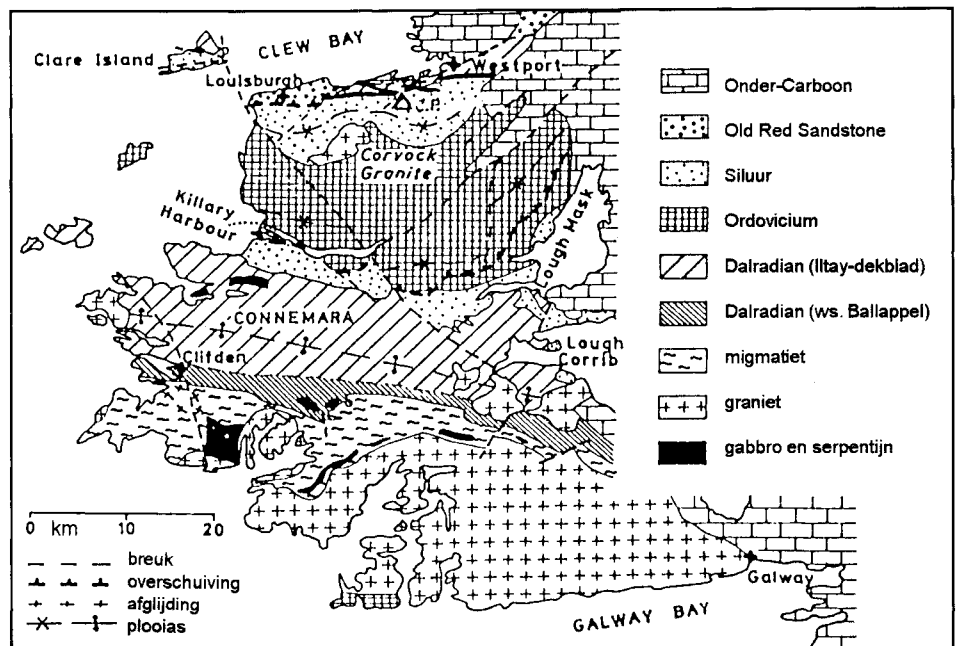 CLEW BAY
Clare Island
Louisburgh
Westport
J.P.
Corvock
Granite
Killary
Harbour
Lough Mask
CONNEMARA
Lough
Corrib
Clifden
Galway
GALWAY BAY
Onder-Carboon
Old Red Sandstone
Siluur
Ordovicium
Dalradian (Iltay-dekblad)
Dalradian (ws. Ballappel)
migmatiet
graniet
gabbro en serpentijn
0 10 20
km
breuk
overschuiving
afglijding
plooias